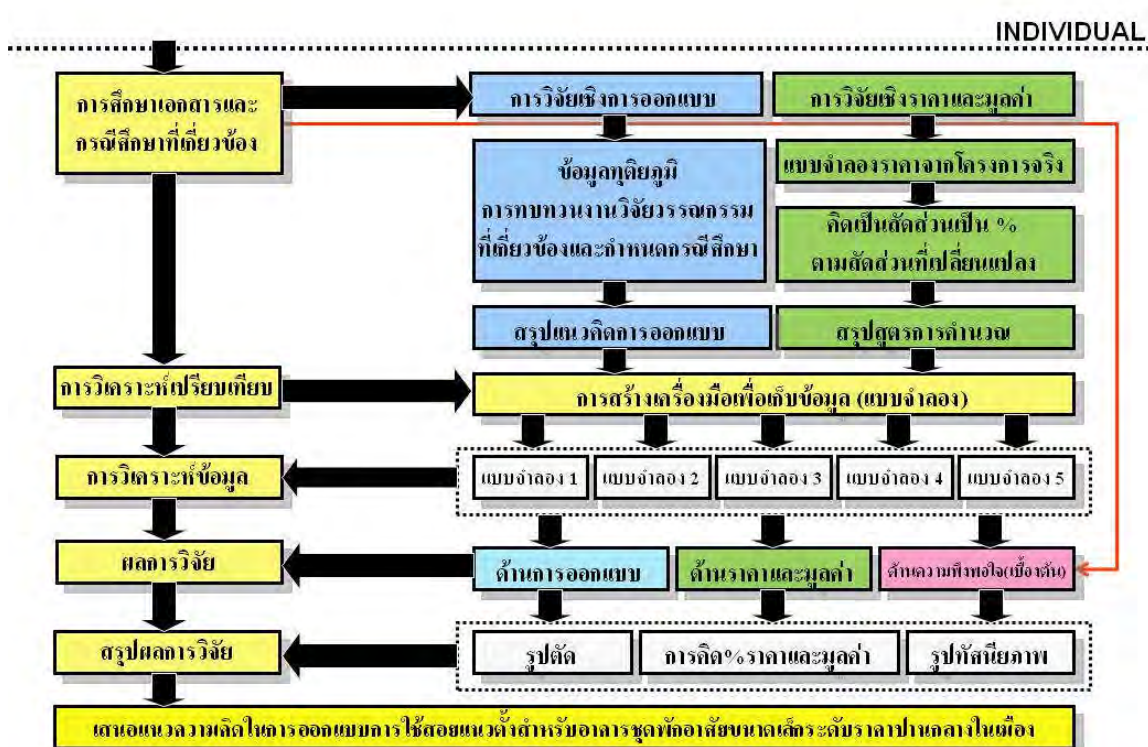 INDIVIDUAL
การศึกษาเอกสารและ
กรณีศึกษาที่เกี่ยวข้อง
การวิจัยเชิงการออกแบบ
การวิจัยเชิงราคาและมูลค่า
ข้อมูลทุติยภูมิ
การทบทวนงานวิจัยวรรณกรรม
ที่เกี่ยวข้องและกำหนดกรณีศึกษา
แบบจำลองราคาจากโครงการจริง
คิดเป็นสัดส่วนเป็น %
ตามสัดส่วนที่เปลี่ยนแปลง
สรุปแนวคิดการออกแบบ
สรุปสูตรการคำนวณ
การวิเคราะห์เปรียบเทียบ
การสร้างเครื่องมือเพื่อเก็บข้อมูล (แบบจำลอง)
การวิเคราะห์ข้อมูล
แบบจำลอง 1
แบบจำลอง 2
แบบจำลอง 3
แบบจำลอง 4
แบบจำลอง 5
ผลการวิจัย
ด้านการออกแบบ
ด้านราคาและมูลค่า
ด้านความพึงพอใจ(เบื้องต้น)
สรุปผลการวิจัย
รูปตัด
การคิด%ราคาและมูลค่า
รูปทัศนียภาพ
เสนอแนวความคิดในการออกแบบการใช้สอยแนวตั้งสำหรับอาคารชุดพักอาศัยขนาดเล็กระดับราคาปานกลางในเมือง